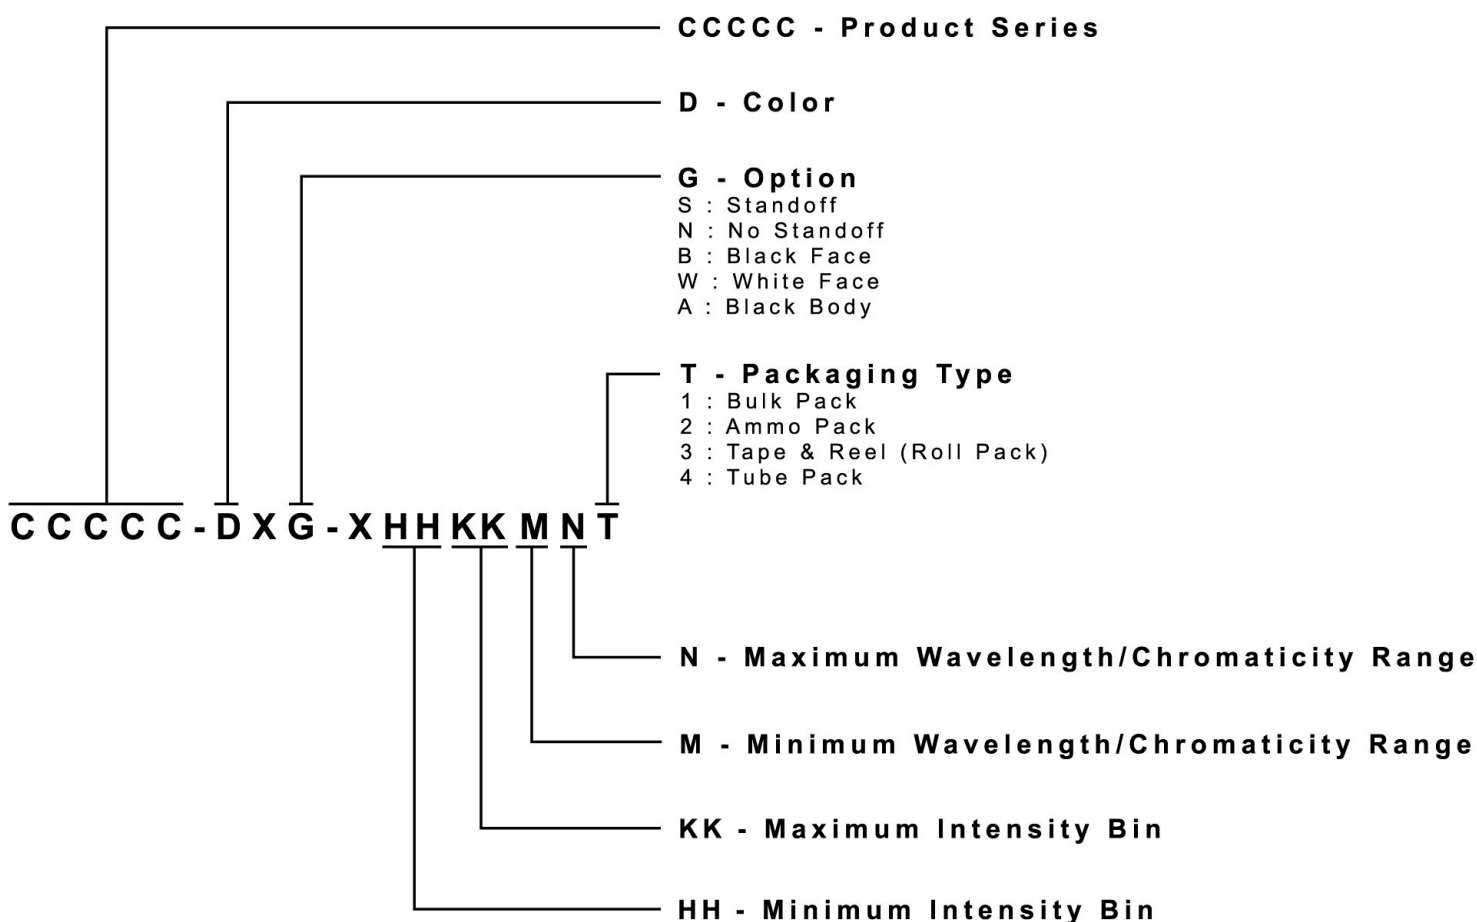 CCCCC - Product Series
D - Color
G - Option
S : Standoff
N : No Standoff
B : Black Face
W : White Face
A : Black Body
T - Packaging Type
1 : Bulk Pack
2 : Ammo Pack
3 : Tape & Reel (Roll Pack)
4 : Tube Pack
CCCCC-DXG-XHHKKMNT
N - Maximum Wavelength/Chromaticity Range
M - Minimum Wavelength/Chromaticity Range
KK - Maximum Intensity Bin
HH - Minimum Intensity Bin